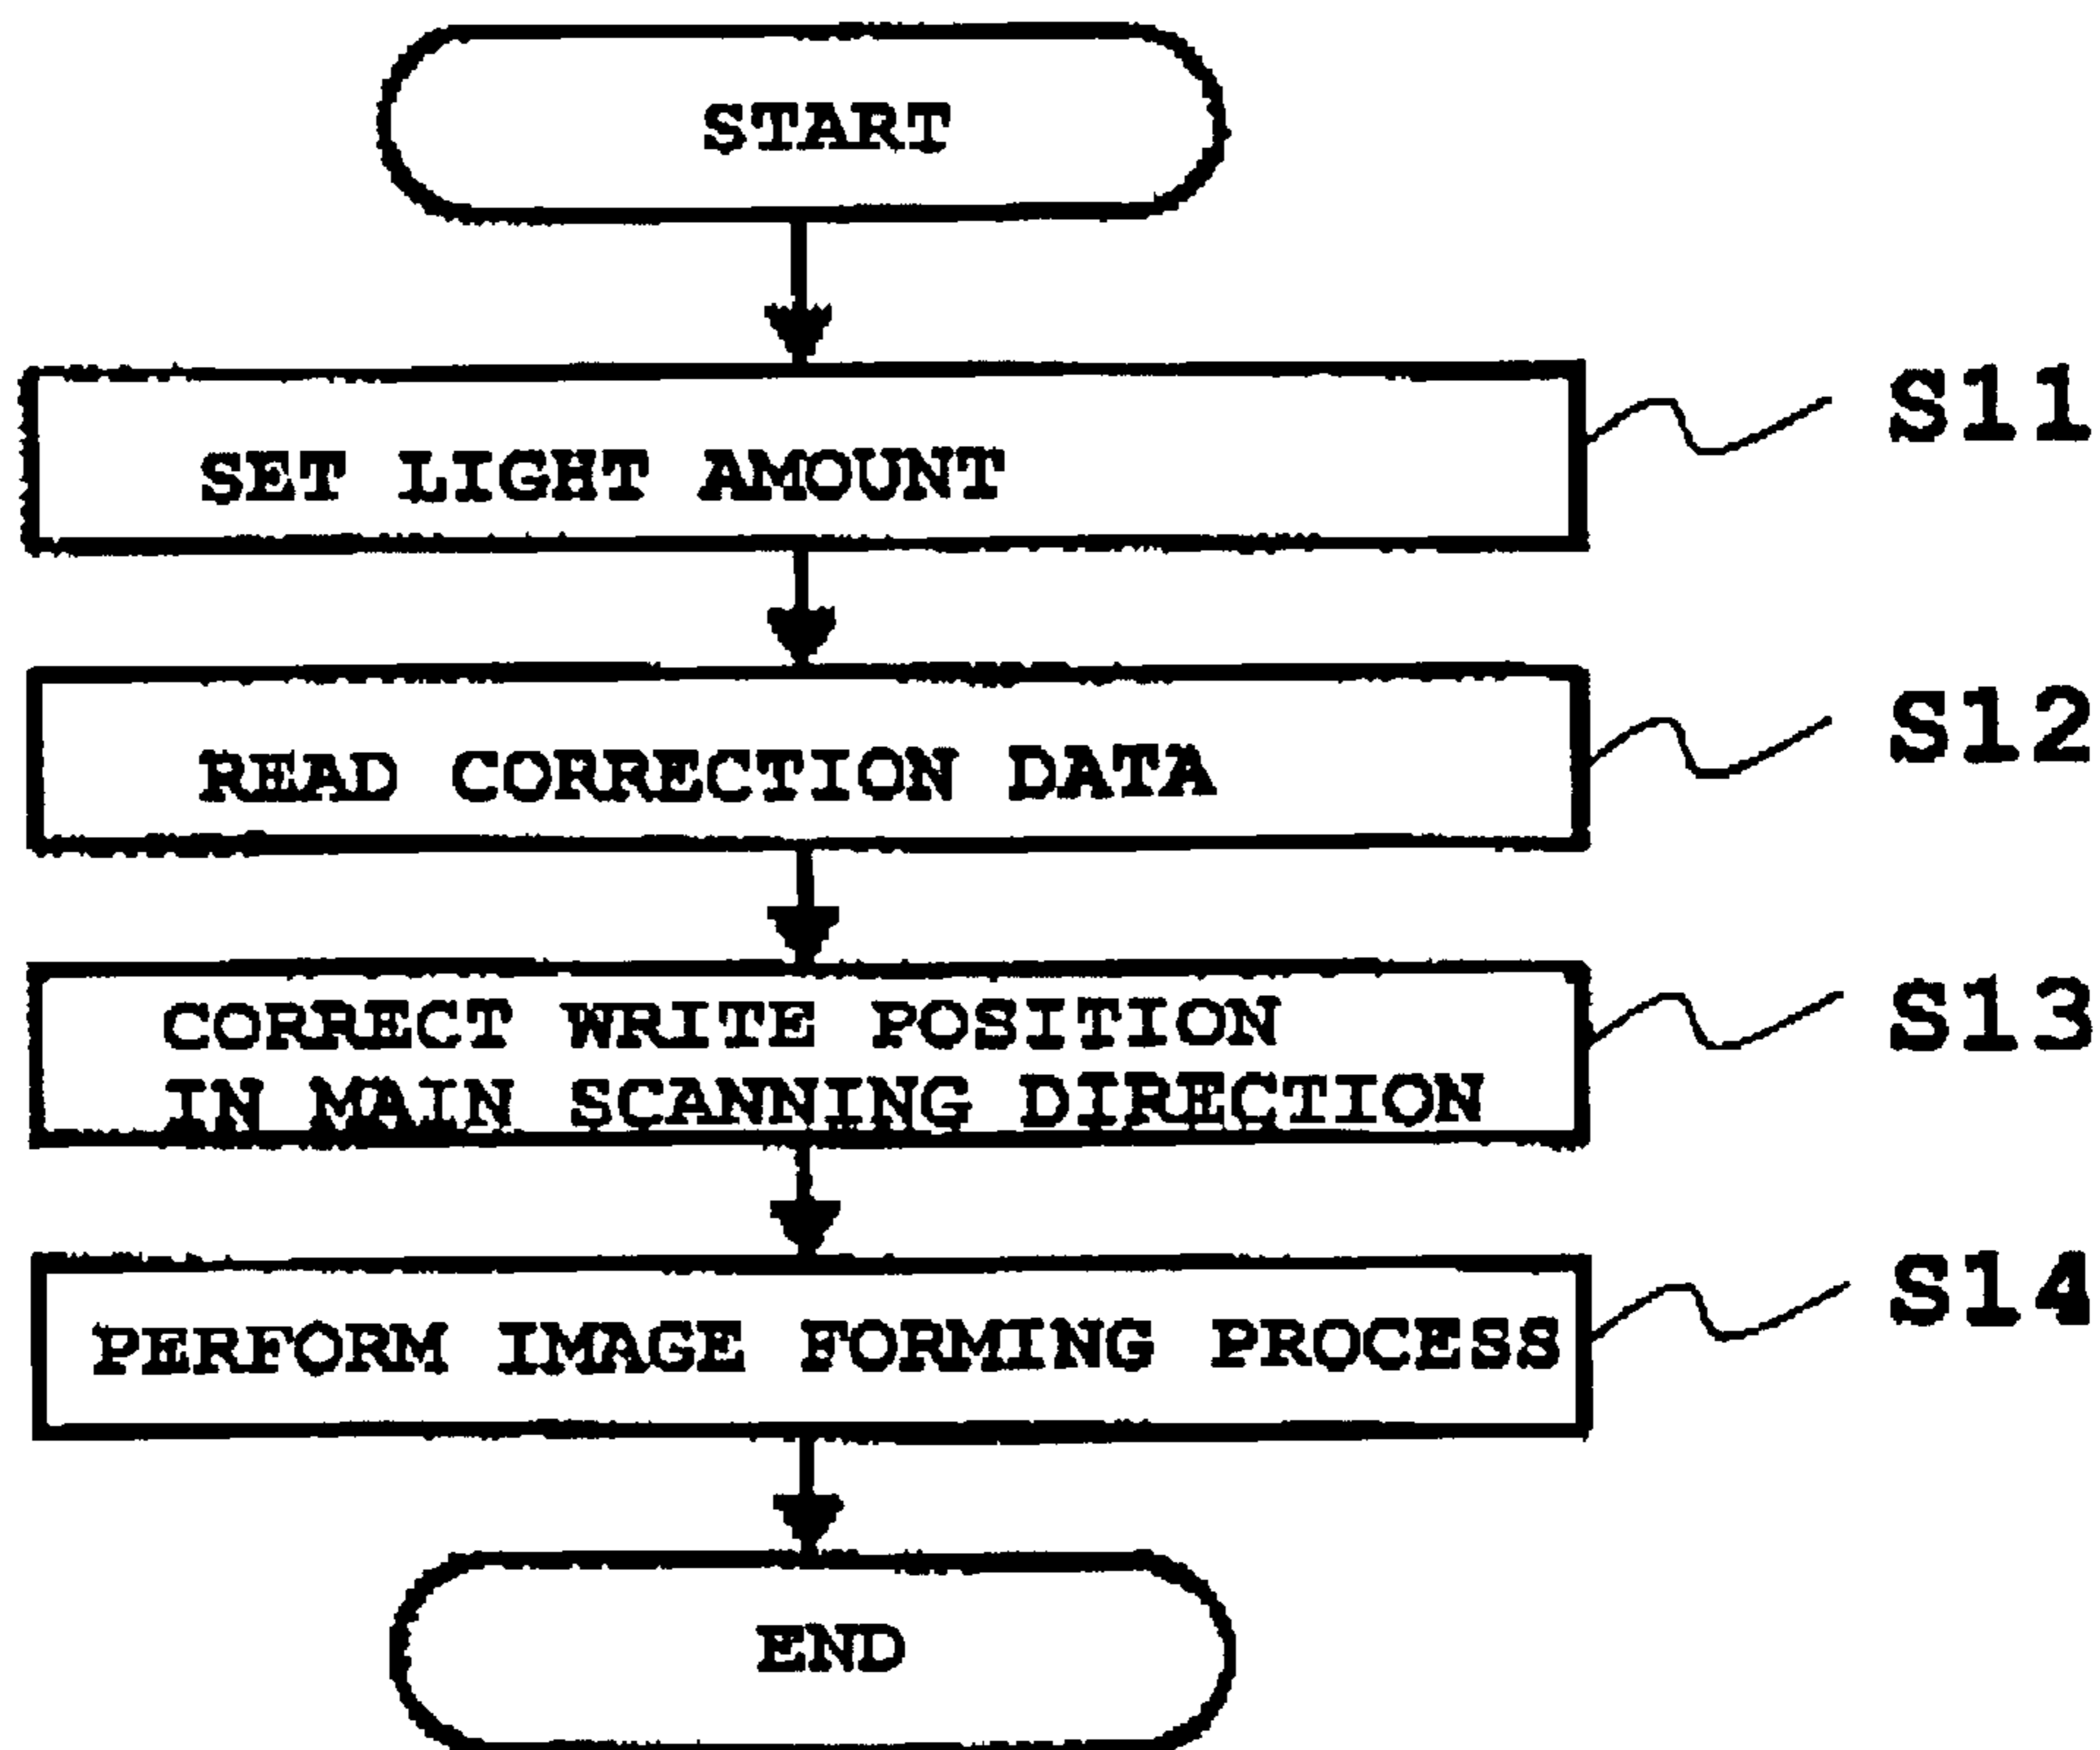 START
SET LIGHT AMOUNT
S11
READ CORRECTION DATA
S12
CORRECT WRITE POSITION
IN MAIN SCANNING DIRECTION
S13
PERFORM IMAGE FORMING PROCESS
S14
END